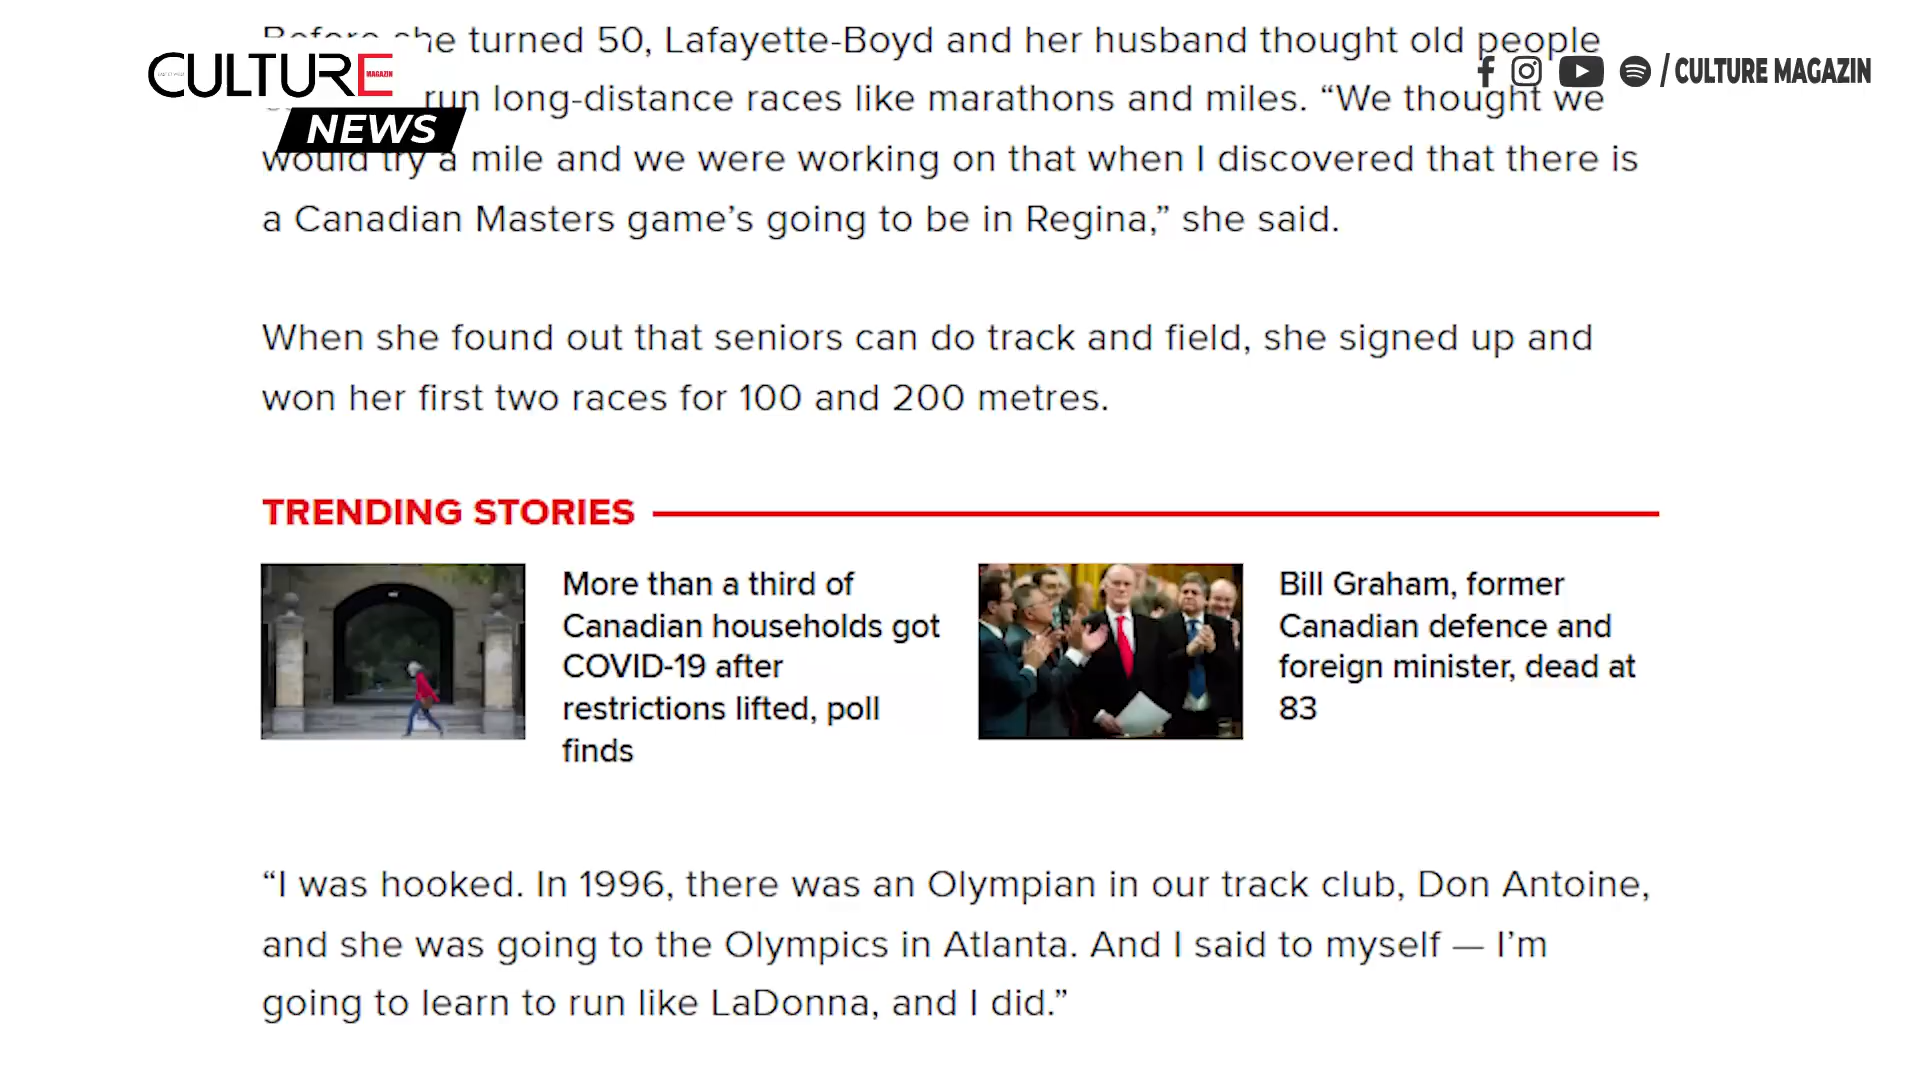 Before she turned 50, Lafayette-Boyd and her husband thought old people
run long-distance races like marathons and miles. “We thought we
would try a mile and we were working on that when I discovered that there is
a Canadian Masters game’s going to be in Regina,” she said.
CULTURE
MAGAZIN
NEWS
/ CULTURE MAGAZIN
When she found out that seniors can do track and field, she signed up and
won her first two races for 100 and 200 metres.
TRENDING STORIES
More than a third of
Canadian households got
COVID-19 after
restrictions lifted, poll
finds
Bill Graham, former
Canadian defence and
foreign minister, dead at
83
“I was hooked. In 1996, there was an Olympian in our track club, Don Antoine,
and she was going to the Olympics in Atlanta. And I said to myself — I’m
going to learn to run like LaDonna, and I did.”